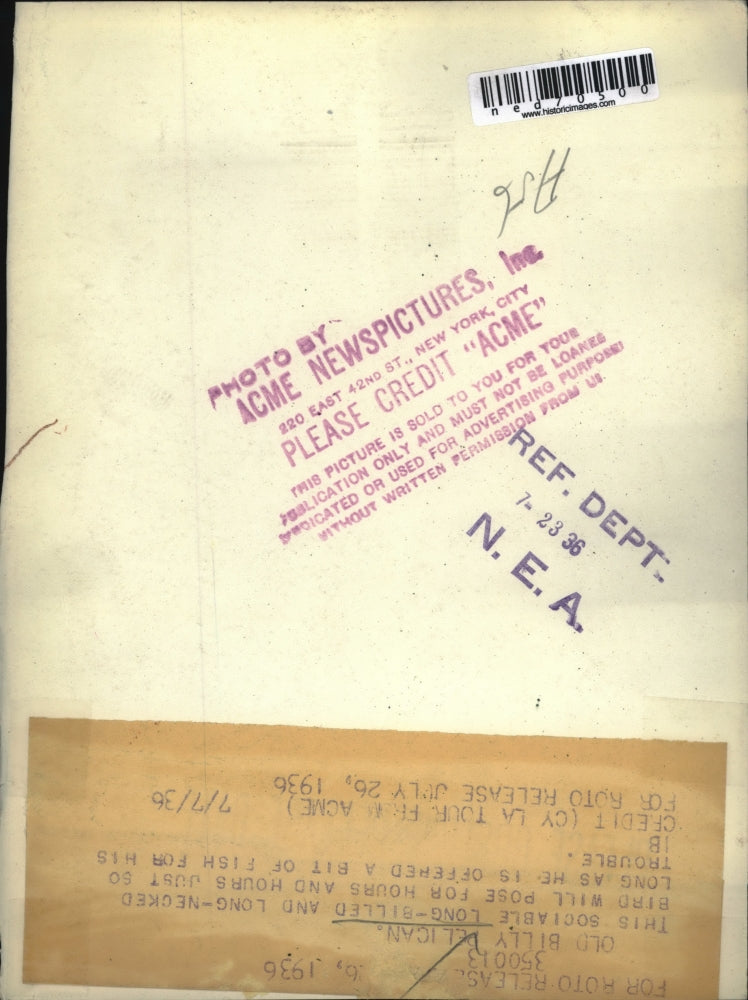 ned70500
www.historicimages.com
PHOTO BY
ACME NEWSPICTURES, Inc.
220 EAST 42ND ST., NEW YORK, CITY
PLEASE CREDIT "ACME"
THIS PICTURE IS SOLD TO YOU FOR YOUR
PUBLICATION ONLY AND MUST NOT BE LOANED
SYNDICATED OR USED FOR ADVERTISING PURPOSES
WITHOUT WRITTEN PERMISSION FROM US.
REF. DEPT.
7-23 36
N. E. A.
FOR ROTO 6, 1936
350013
OLD BILLY PELICAN.
THIS SOCIABLE LONG-BILLED AND LONG-NECKED
BIRD WILL POSE FOR HOURS AND HOURS JUST SO
LONG AS HE IS OFFERED A BIT OF FISH FOR HIS
TROUBLE.
IB
CREDIT (CY LA TOUR FROM ACME) 7/7/36
FOR ROTO RELEASE JULY 26, 1936